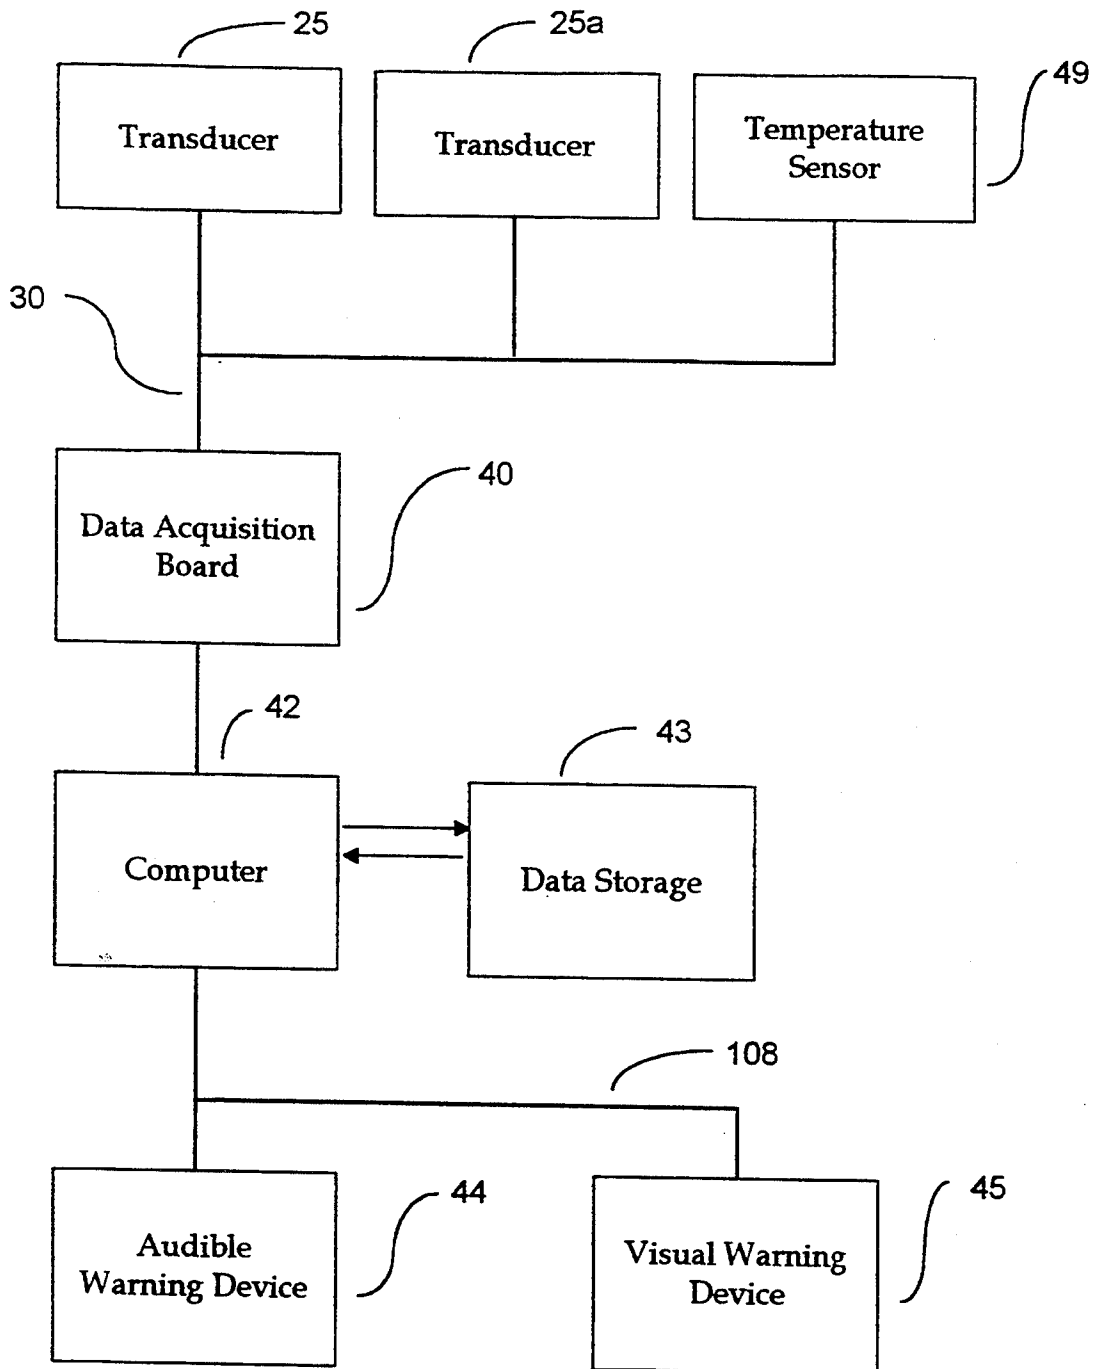 25
25a
49
Transducer
Transducer
Temperature
Sensor
30
40
Data Acquisition
Board
42
43
Computer
Data Storage
108
44
45
Audible
Warning Device
Visual Warning
Device